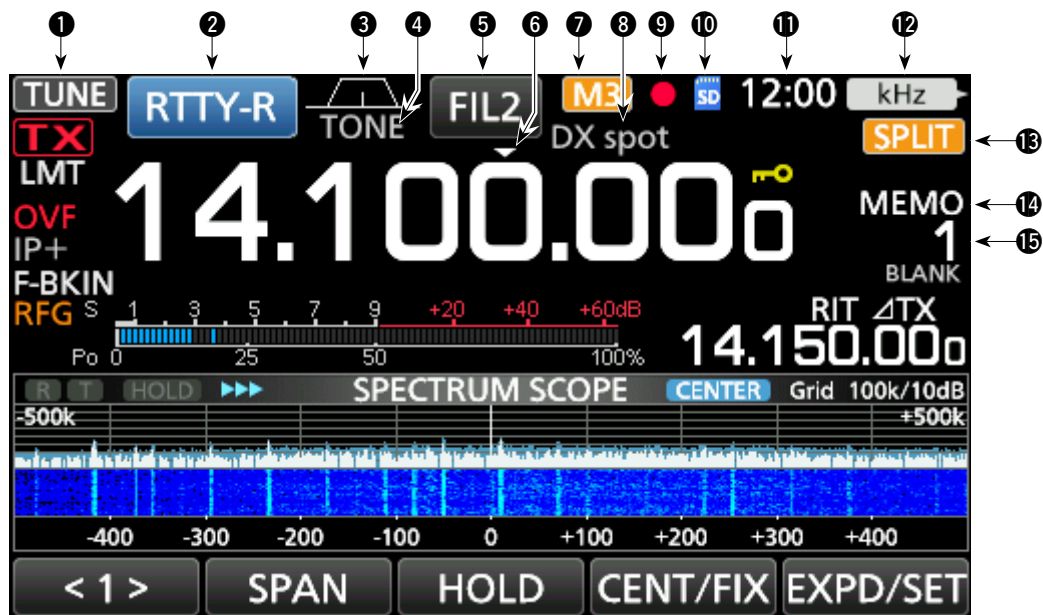 ❶ ❷ ❸ ❹ ❺ ❻ ❼ ❽ ❾ ❿ ⓫ ⓬
TUNE RTTY-R TONE FIL2 M3 SD 12:00 kHz
TX DX spot SPLIT ⓭
LMT
14.100.000
OVF MEMO ⓮
IP+ 1 ⓯
F-BKIN BLANK
RFG S 1 3 5 7 9 +20 +40 +60dB RIT ⊿TX
Po 0 25 50 100% 14.150.000
R T HOLD SPECTRUM SCOPE CENTER Grid 100k/10dB
-500k +500k
-400 -300 -200 -100 0 +100 +200 +300 +400
< 1 > SPAN HOLD CENT/FIX EXPD/SET